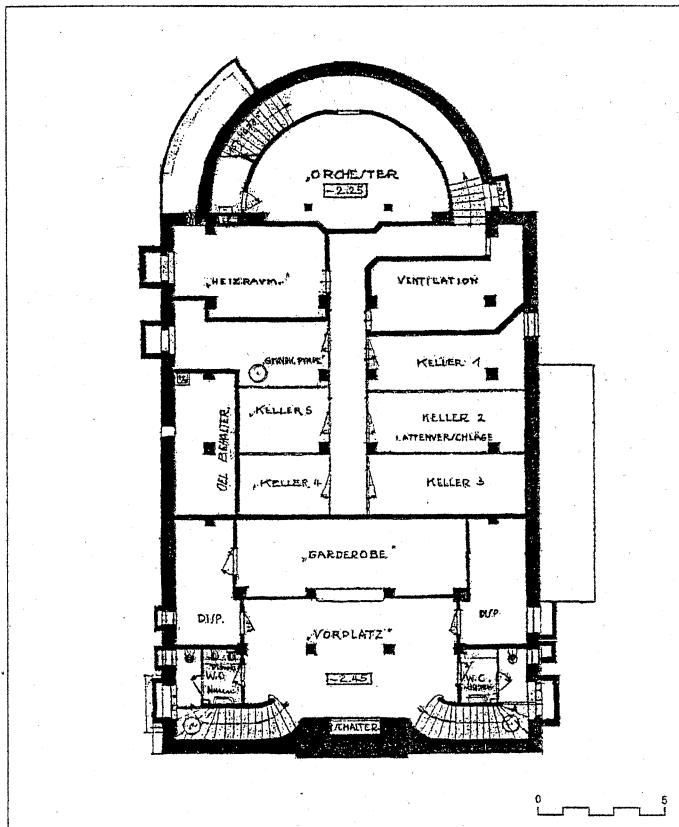 „ORCHESTER
-2.25
„HEIZRAUM"
VENTILATION
KELLER 1
„KELLER 5
KELLER 2
LATTENVERSCHLÄGE
OEL BEHÄLTER
„KELLER 4
KELLER 3
„GARDEROBE"
DISP.
„VORPLATZ"
DISP.
-2.45
W.C.
SCHALTER
0 5